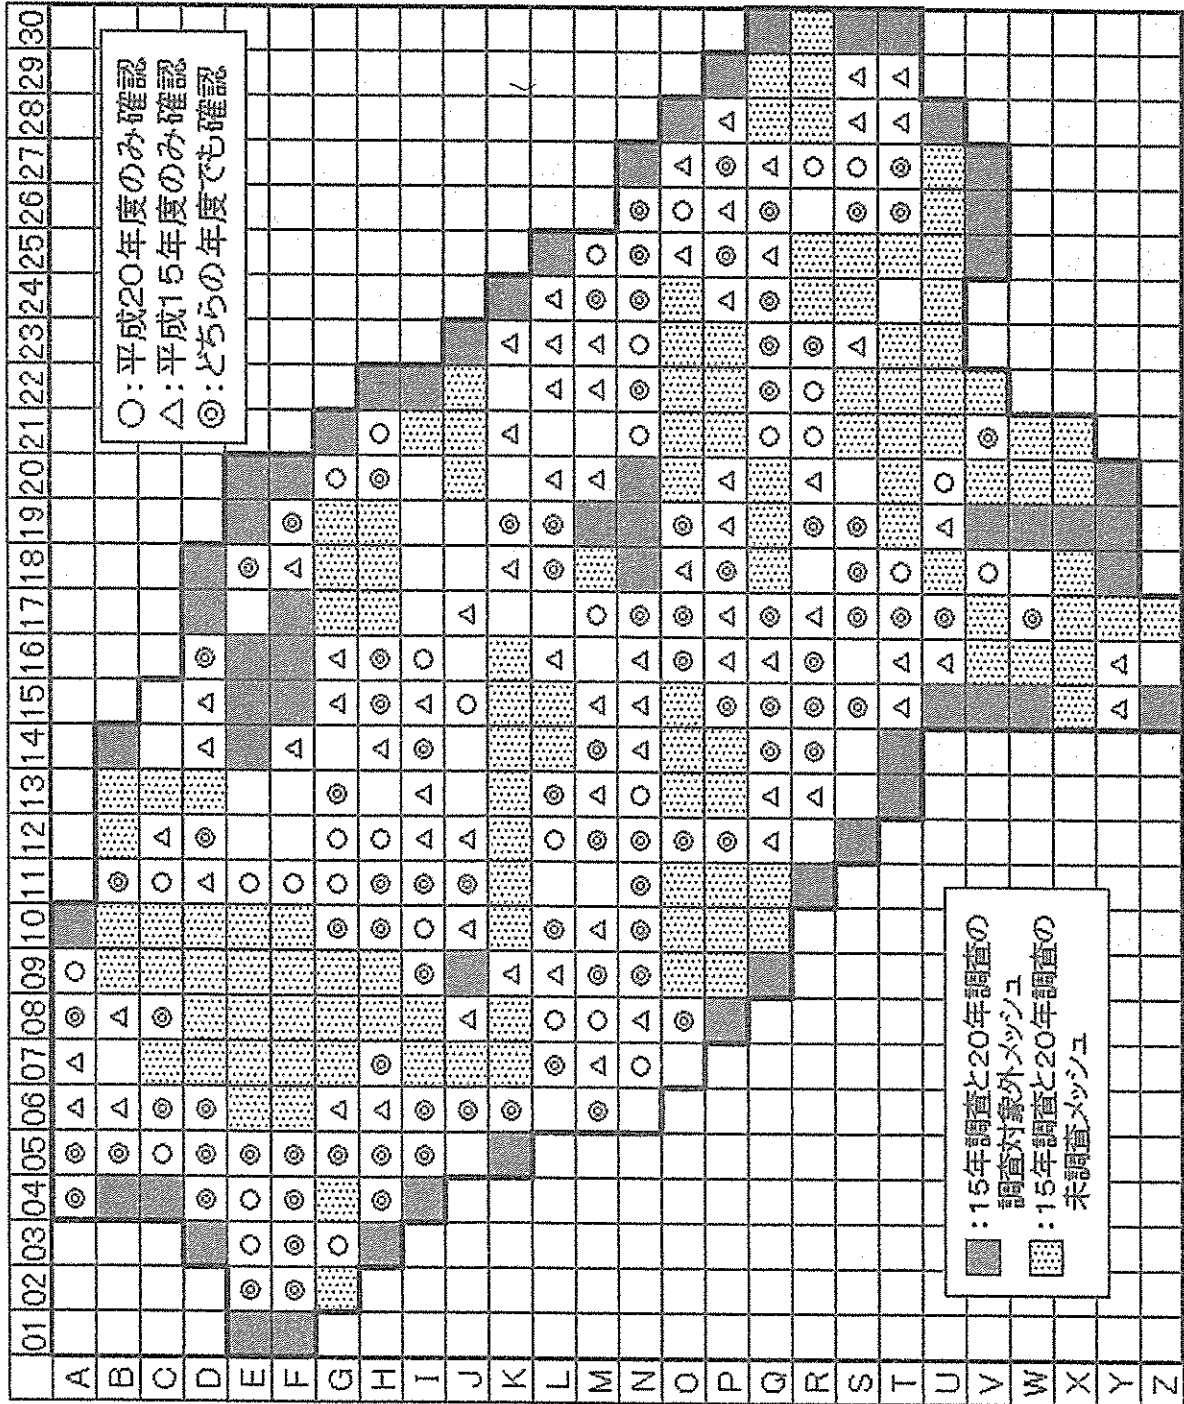 01 02 03 04 05 06 07 08 09 10 11 12 13 14 15 16 17 18 19 20 21 22 23 24 25 26 27 28 29 30
A
B
C
D
E
F
G
H
I
J
K
L
M
N
O
P
Q
R
S
T
U
V
W
X
Y
Z
○:平成20年度のみ確認
△:平成15年度のみ確認
◎:どちらの年度でも確認
:15年調査と20年調査の
調査対象外メッシュ
:15年調査と20年調査の
未調査メッシュ